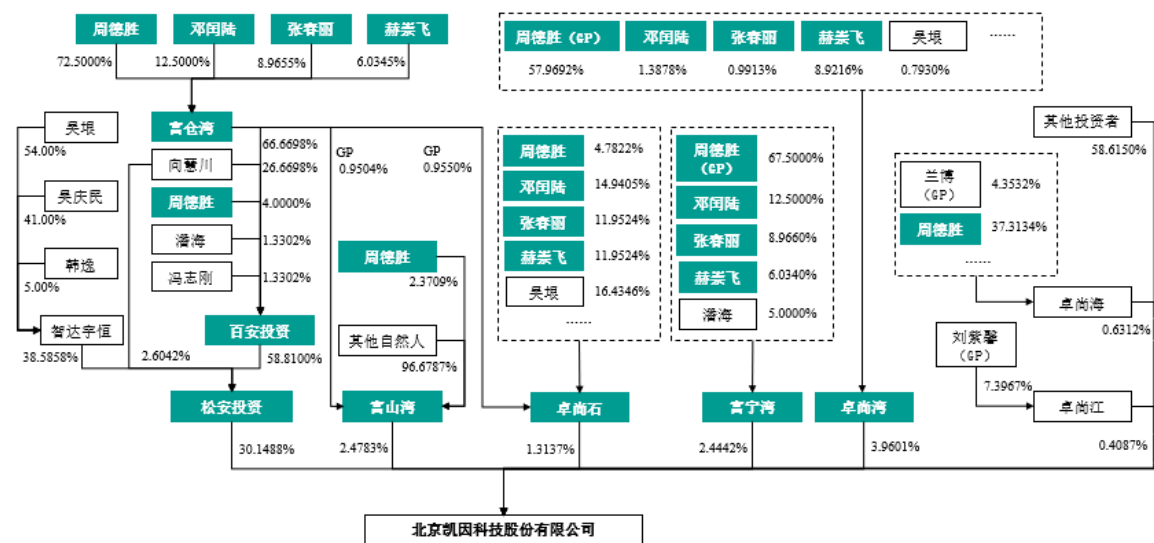 周德胜
邓闰陆
张春丽
赫崇飞
72.5000%
12.5000%
8.9655%
6.0345%
周德胜（GP）
邓闰陆
张春丽
赫崇飞
吴垠
......
57.9692%
1.3878%
0.9913%
8.9216%
0.7930%
吴垠
54.00%
吴庆民
41.00%
韩逸
5.00%
智达宇恒
38.5858%
富仓湾
66.6698%
向慧川
26.6698%
周德胜
4.0000%
潘海
1.3302%
冯志刚
1.3302%
百安投资
2.6042%
58.8100%
GP
0.9504%
GP
0.9550%
周德胜
2.3709%
其他自然人
96.6787%
周德胜
4.7822%
邓闰陆
14.9405%
张春丽
11.9524%
赫崇飞
11.9524%
吴垠
16.4346%
......
周德胜
（GP）
67.5000%
邓闰陆
12.5000%
张春丽
8.9660%
赫崇飞
6.0340%
潘海
5.0000%
其他投资者
58.6150%
兰博
（GP）
4.3532%
周德胜
37.3134%
......
卓尚海
0.6312%
刘紫馨
（GP）
7.3967%
卓尚江
0.4087%
松安投资
富山湾
卓尚石
富宁湾
卓尚湾
30.1488%
2.4783%
1.3137%
2.4442%
3.9601%
北京凯因科技股份有限公司